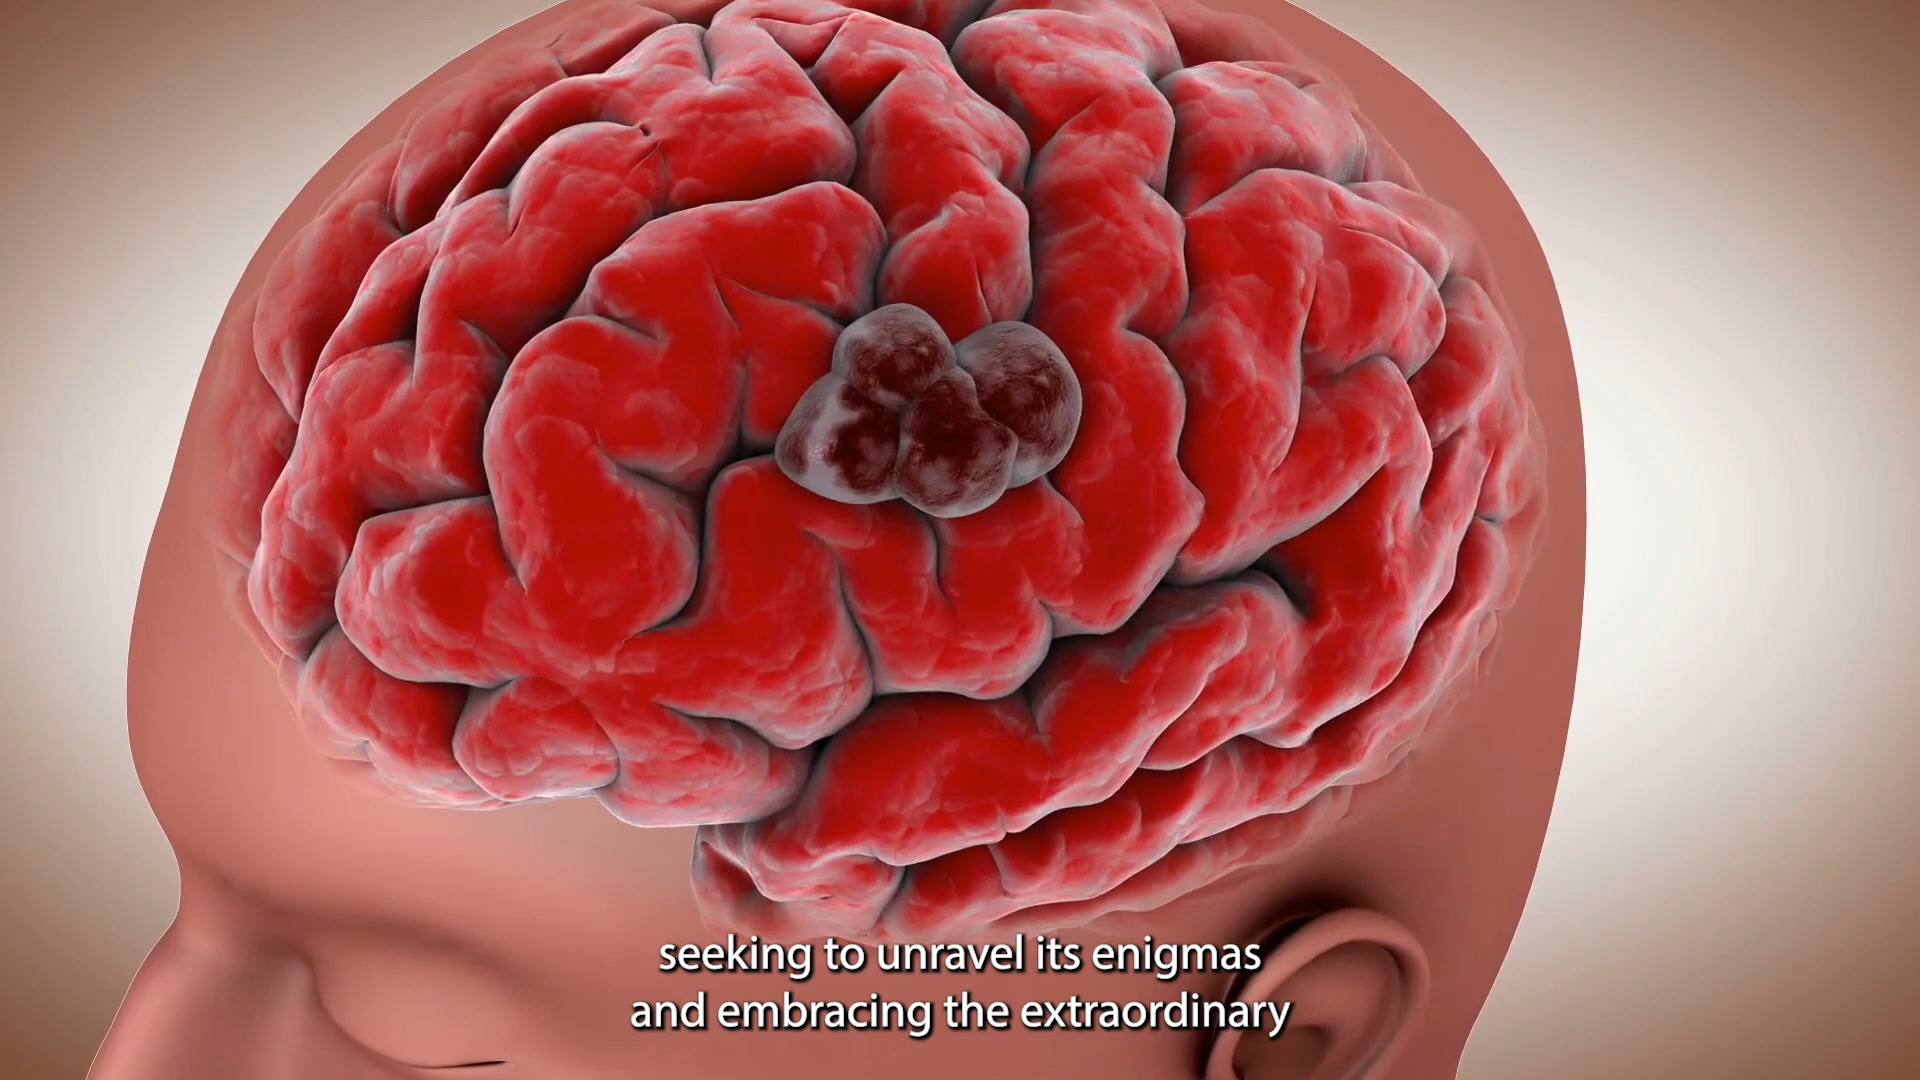 seeking to unravel its enigmas
and embracing the extraordinary